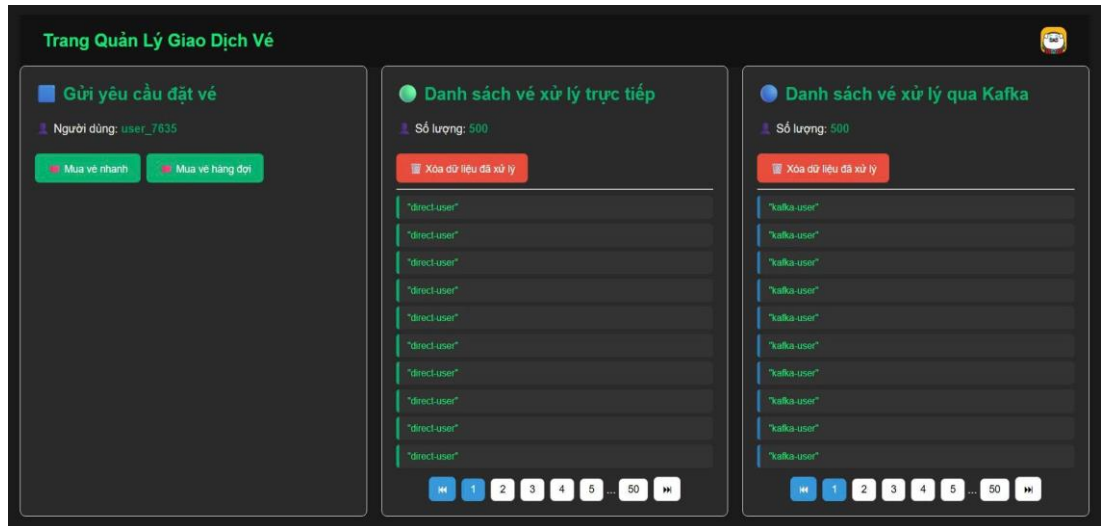 Trang Quản Lý Giao Dịch Vé
Gửi yêu cầu đặt vé
Người dùng: user_7635
Mua vé nhanh
Mua vé hàng đợi
Danh sách vé xử lý trực tiếp
Số lượng: 500
Xóa dữ liệu đã xử lý
"direct-user"
"direct-user"
"direct-user"
"direct-user"
"direct-user"
"direct-user"
"direct-user"
"direct-user"
"direct-user"
"direct-user"
1 2 3 4 5 ... 50
Danh sách vé xử lý qua Kafka
Số lượng: 500
Xóa dữ liệu đã xử lý
"kafka-user"
"kafka-user"
"kafka-user"
"kafka-user"
"kafka-user"
"kafka-user"
"kafka-user"
"kafka-user"
"kafka-user"
"kafka-user"
1 2 3 4 5 ... 50